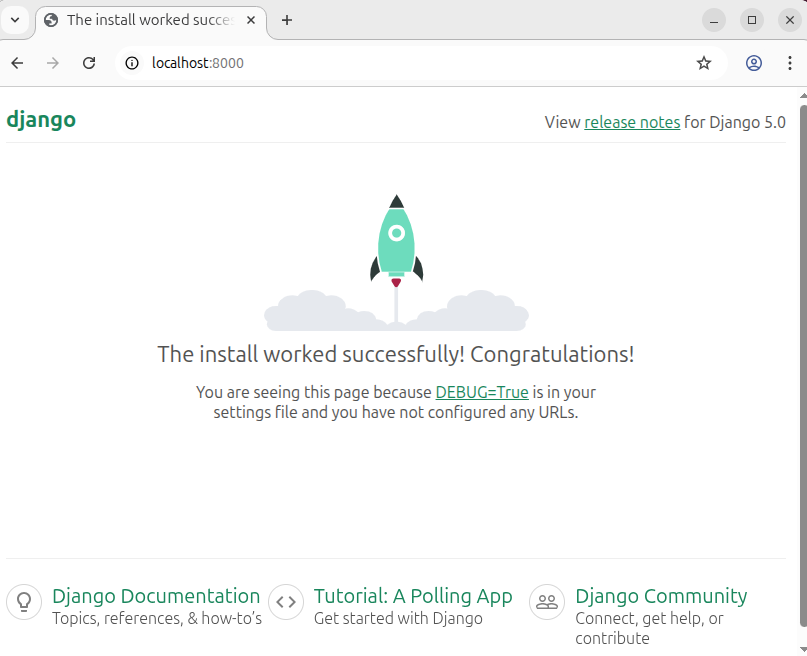 The install worked succes
localhost:8000
django
View release notes for Django 5.0
The install worked successfully! Congratulations!
You are seeing this page because DEBUG=True is in your
settings file and you have not configured any URLs.
Django Documentation
Topics, references, & how-to’s
Tutorial: A Polling App
Get started with Django
Django Community
Connect, get help, or
contribute